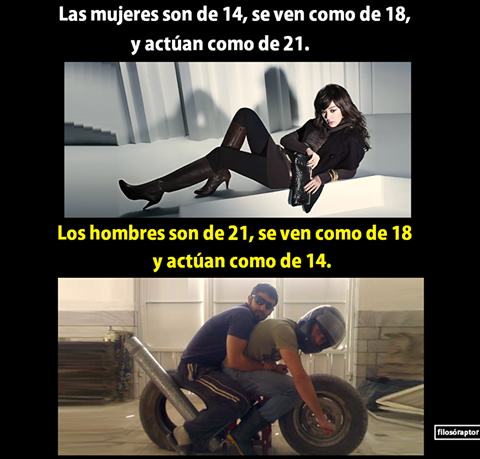 Las mujeres son de 14, se ven como de 18,
y actúan como de 21.
Los hombres son de 21, se ven como de 18
y actúan como de 14.
filosóraptor